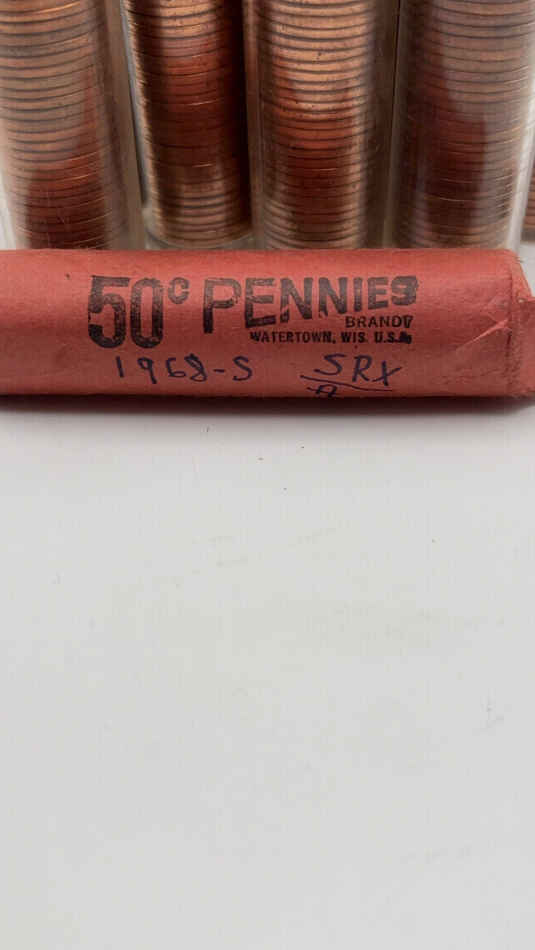 50¢ PENNIES
BRANDT
WATERTOWN, WIS. U.S.A.
1968-S SRX